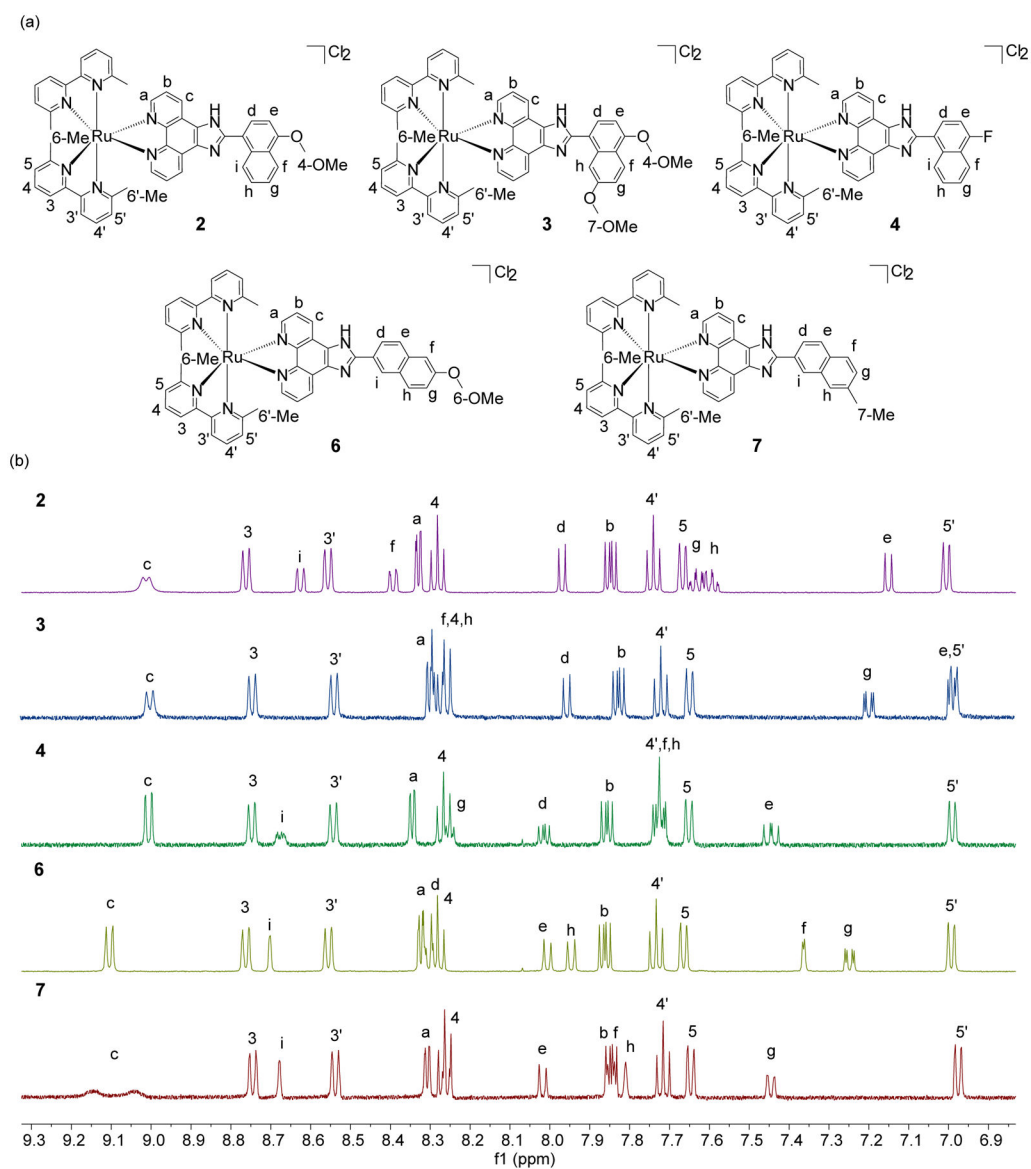 (a)
Cl2
Cl2
Cl2
N N N N Ru a b c NH N d e O 4-OMe f g h i 6-Me 5 4 3 N N 6'-Me 3' 4' 5'
2
N N N N Ru a b c NH N d e O 4-OMe f g h O 7-OMe 6-Me 5 4 3 N N 6'-Me 3' 4' 5'
3
N N N N Ru a b c NH N d e F f g h i 6-Me 5 4 3 N N 6'-Me 3' 4' 5'
4
Cl2
Cl2
N N N N Ru a b c NH N d e f O 6-OMe g h i 6-Me 5 4 3 N N 6'-Me 3' 4' 5'
6
N N N N Ru a b c NH N d e f g h i 7-Me 6-Me 5 4 3 N N 6'-Me 3' 4' 5'
7
(b)
2
c 3 i 3' f a 4 d b 4' 5 g h e 5'
3
c 3 3' a f,4,h d b 4' 5 g e,5'
4
c 3 i 3' a 4 g d b 4',f,h 5 e 5'
6
c 3 i 3' a d 4 e h b 4' 5 f g 5'
7
c 3 i 3' a 4 e b f h 4' 5 g 5'
9.3 9.2 9.1 9.0 8.9 8.8 8.7 8.6 8.5 8.4 8.3 8.2 8.1 8.0 7.9 7.8 7.7 7.6 7.5 7.4 7.3 7.2 7.1 7.0 6.9
f1 (ppm)